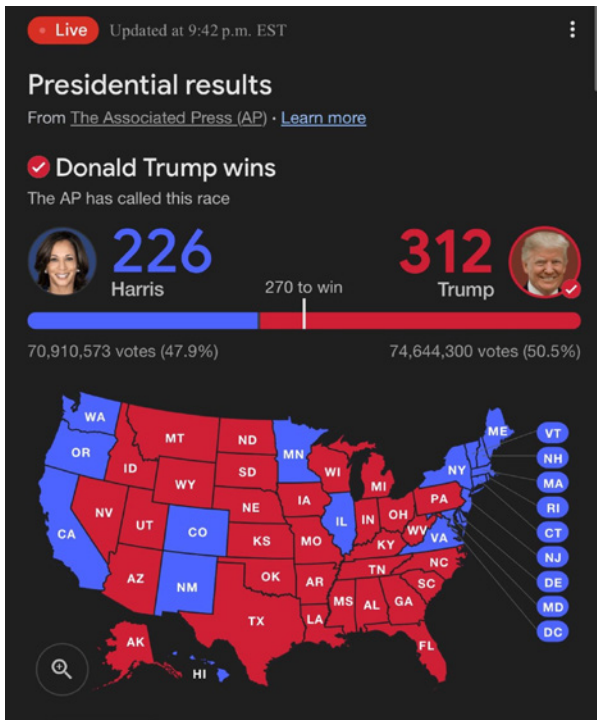 Live Updated at 9:42 p.m. EST
Presidential results
From The Associated Press (AP) · Learn more
Donald Trump wins
The AP has called this race
226 312
Harris 270 to win Trump
70,910,573 votes (47.9%) 74,644,300 votes (50.5%)
WA
MT ND ME VT
OR MN
ID SD WI NY NH
WY MI MA
NV NE IA PA RI
UT CO IL IN OH
CA WV VA CT
KS MO KY NJ
AZ NM OK AR TN NC DE
SC MD
TX MS AL GA
LA DC
AK FL
HI